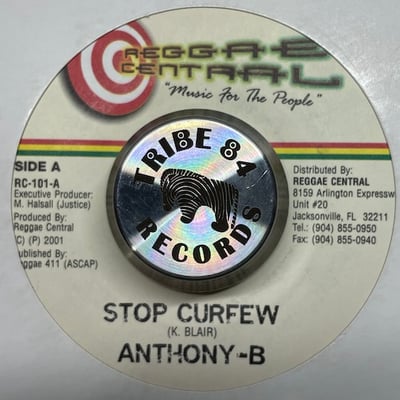 REGGAE
CENTRAL
"Music For The People"
SIDE A
RC-101-A
Executive Producer:
M. Halsall (Justice)
Produced By:
Reggae Central
C) (P) 2001
ublished By:
ggae 411 (ASCAP)
TRIBE 84
RECORDS
Distributed By:
REGGAE CENTRAL
8159 Arlington Expressw
Unit #20
Jacksonville, FL 32211
Tel.: (904) 855-0950
Fax: (904) 855-0940
STOP CURFEW
(K. BLAIR)
ANTHONY-B